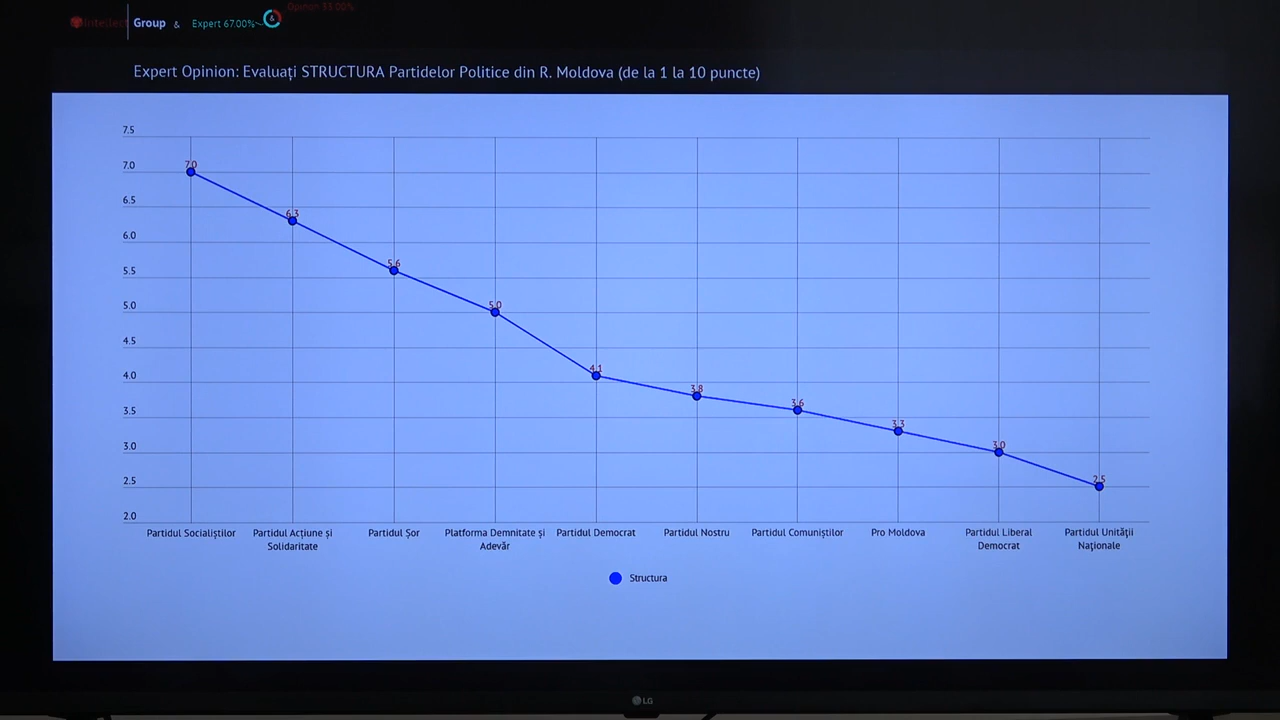 Opinion 33.00%
Intellect Group & Expert 67.00% &
Expert Opinion: Evaluați STRUCTURA Partidelor Politice din R. Moldova (de la 1 la 10 puncte)
7.5
7.0
6.5
6.0
5.5
5.0
4.5
4.0
3.5
3.0
2.5
2.0
7.0
6.3
5.6
5.0
4.1
3.8
3.6
3.3
3.0
2.5
Partidul Socialiștilor
Partidul Acțiune și
Solidaritate
Partidul Șor
Platforma Demnitate și
Adevăr
Partidul Democrat
Partidul Nostru
Partidul Comuniștilor
Pro Moldova
Partidul Liberal
Democrat
Partidul Unității
Naționale
Structura
LG